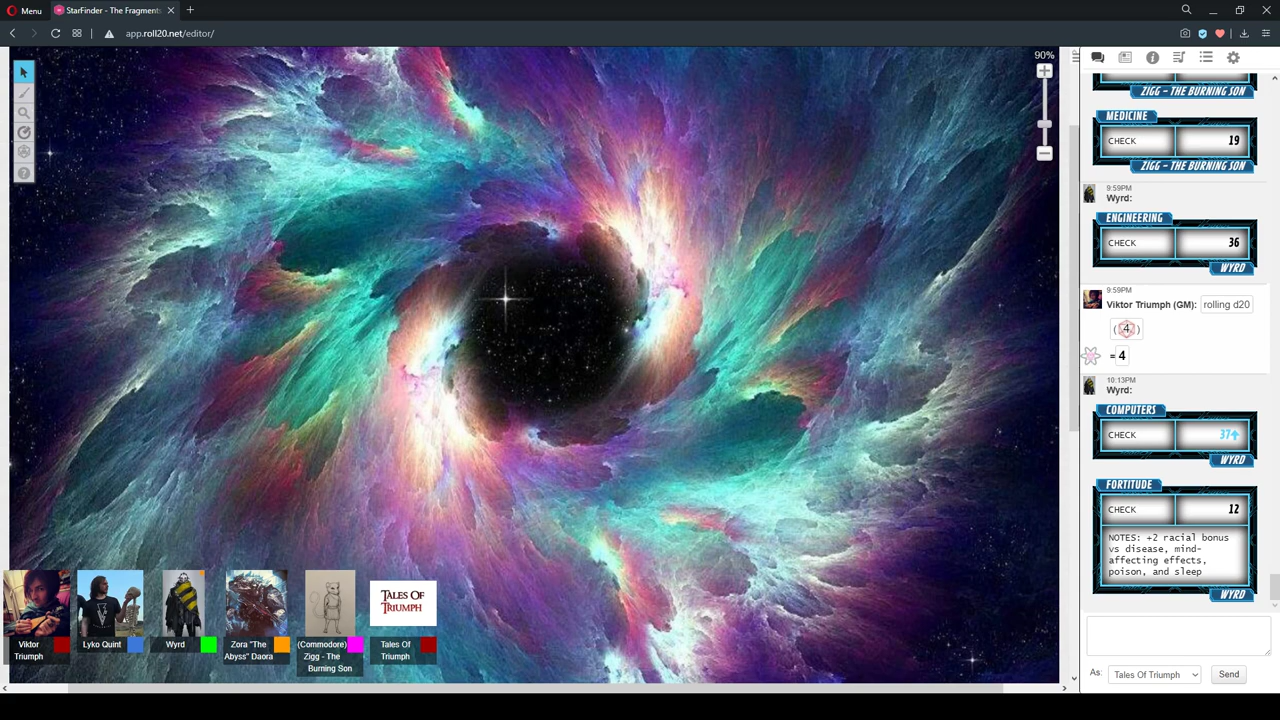 Menu
StarFinder - The Fragments
app.roll20.net/editor/
90%
ZIGG - THE BURNING SON
MEDICINE
CHECK 19
ZIGG - THE BURNING SON
9:59PM
Wyrd:
ENGINEERING
CHECK 36
WYRD
9:59PM
Viktor Triumph (GM): rolling d20
(4)
= 4
10:13PM
Wyrd:
COMPUTERS
CHECK 37
WYRD
FORTITUDE
CHECK 12
NOTES: +2 racial bonus
vs disease, mind-
affecting effects,
poison, and sleep
WYRD
As: Tales Of Triumph Send
TALES OF
TRIUMPH
Viktor
Triumph
Lyko Quint
Wyrd
Zora "The
Abyss" Daora
(Commodore)
Zigg - The
Burning Son
Tales Of
Triumph